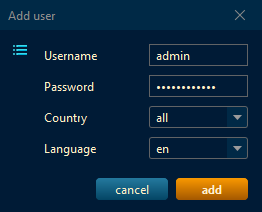 Add user
Username admin
Password ••••••••••••
Country all
Language en
cancel add